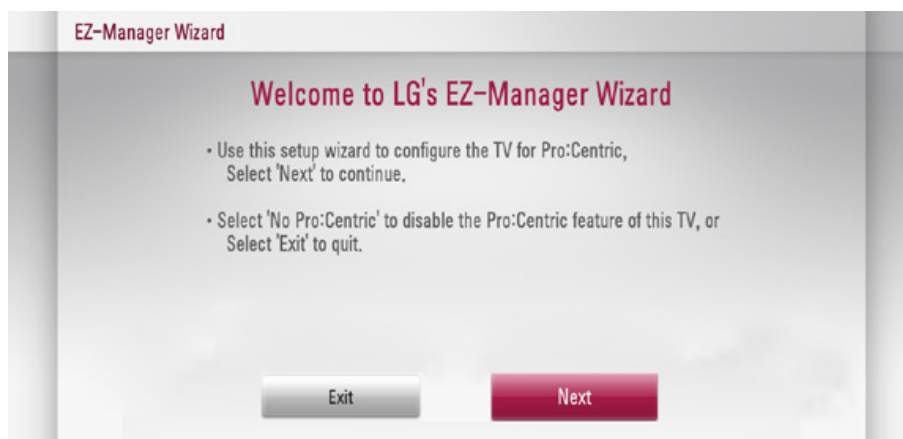 EZ-Manager Wizard
Welcome to LG's EZ-Manager Wizard
• Use this setup wizard to configure the TV for Pro:Centric,
Select 'Next' to continue.
• Select 'No Pro:Centric' to disable the Pro:Centric feature of this TV, or
Select 'Exit' to quit.
Exit Next